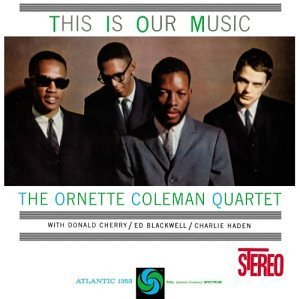 THIS IS OUR MUSIC
THE ORNETTE COLEMAN QUARTET
WITH DONALD CHERRY/ED BLACKWELL/CHARLIE HADEN
STEREO
ATLANTIC 1353